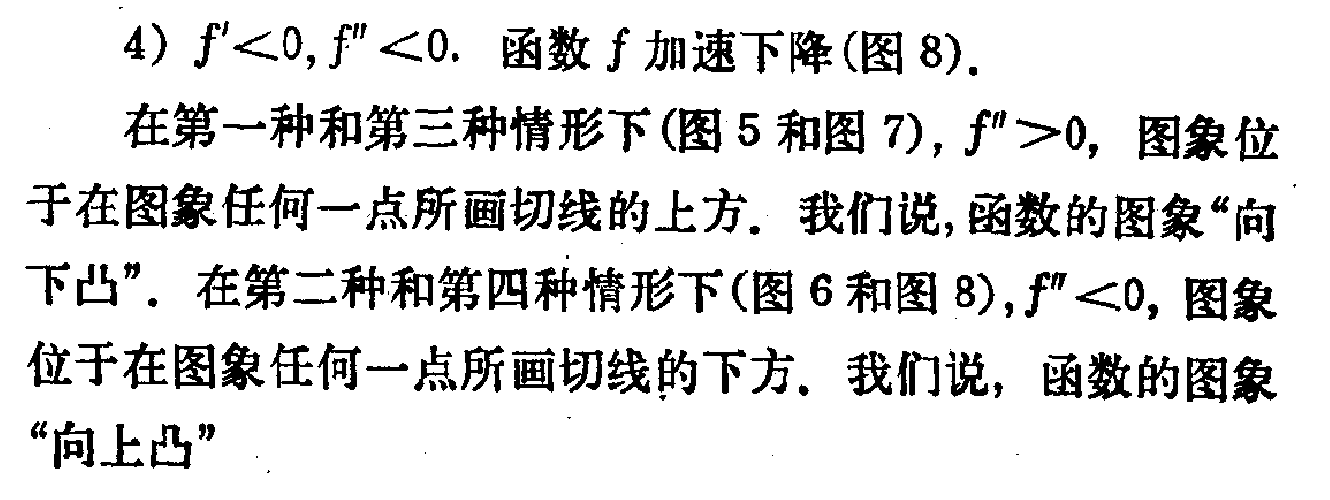 4) f′<0, f″<0. 函数 f 加速下降(图 8).
在第一种和第三种情形下(图 5 和图 7), f″>0, 图象位
于在图象任何一点所画切线的上方. 我们说, 函数的图象“向
下凸”. 在第二种和第四种情形下(图 6 和图 8), f″<0, 图象
位于在图象任何一点所画切线的下方. 我们说, 函数的图象
“向上凸”